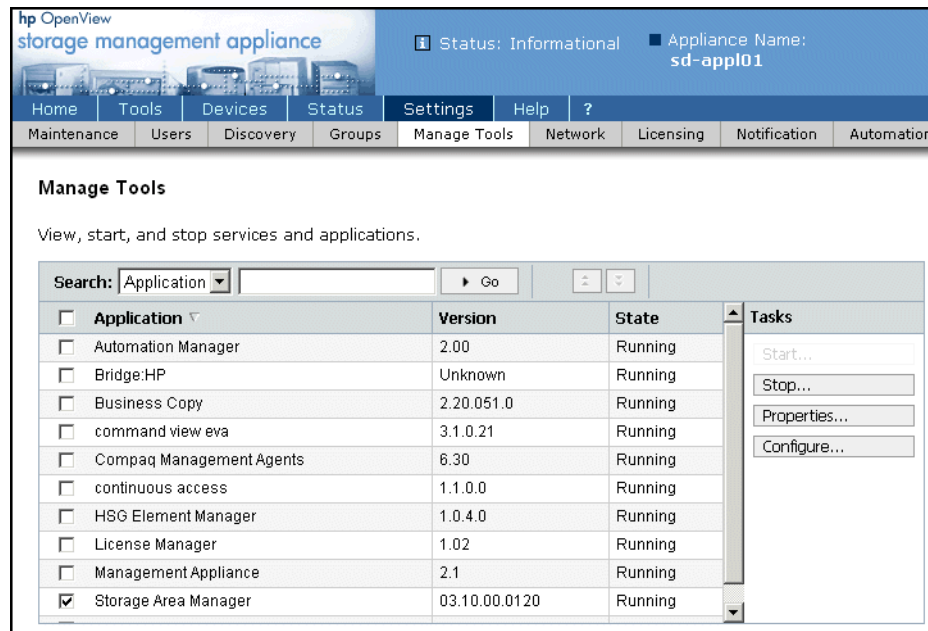 hp OpenView
storage management appliance
i Status: Informational
Appliance Name:
sd-appl01
Home Tools Devices Status Settings Help ?
Maintenance Users Discovery Groups Manage Tools Network Licensing Notification Automation
Manage Tools
View, start, and stop services and applications.
Search: Application Go
Application Version State Tasks
Automation Manager 2.00 Running Start...
Bridge:HP Unknown Running Stop...
Business Copy 2.20.051.0 Running Properties...
command view eva 3.1.0.21 Running Configure...
Compaq Management Agents 6.30 Running
continuous access 1.1.0.0 Running
HSG Element Manager 1.0.4.0 Running
License Manager 1.02 Running
Management Appliance 2.1 Running
Storage Area Manager 03.10.00.0120 Running